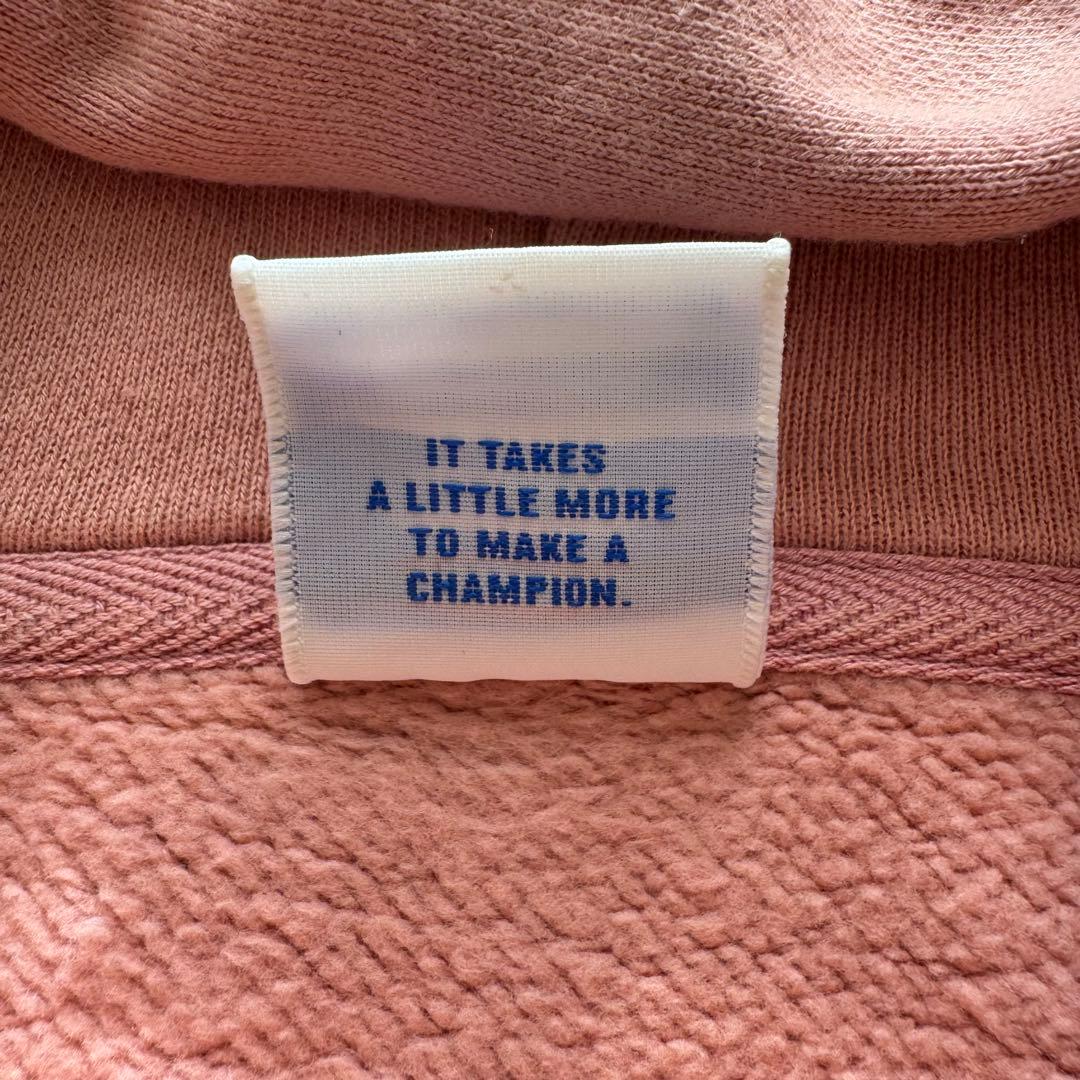 IT TAKES
A LITTLE MORE
TO MAKE A
CHAMPION.